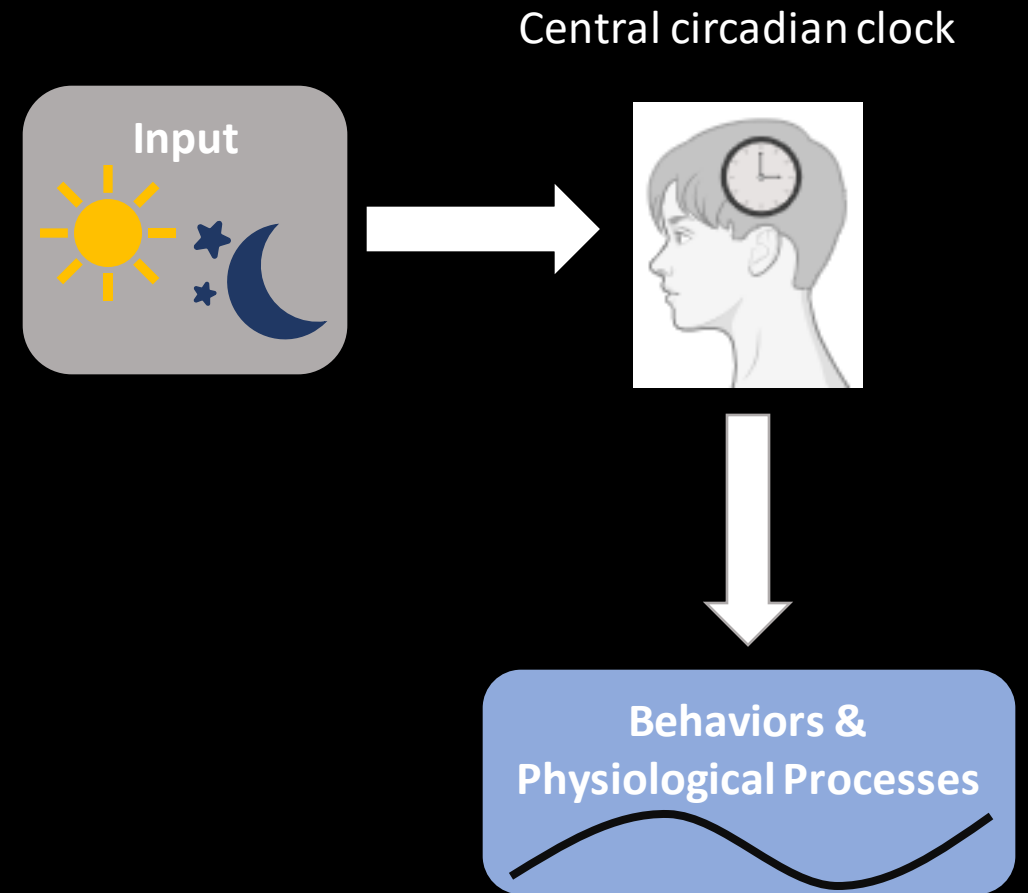 Central circadian clock
Input
Behaviors &
Physiological Processes